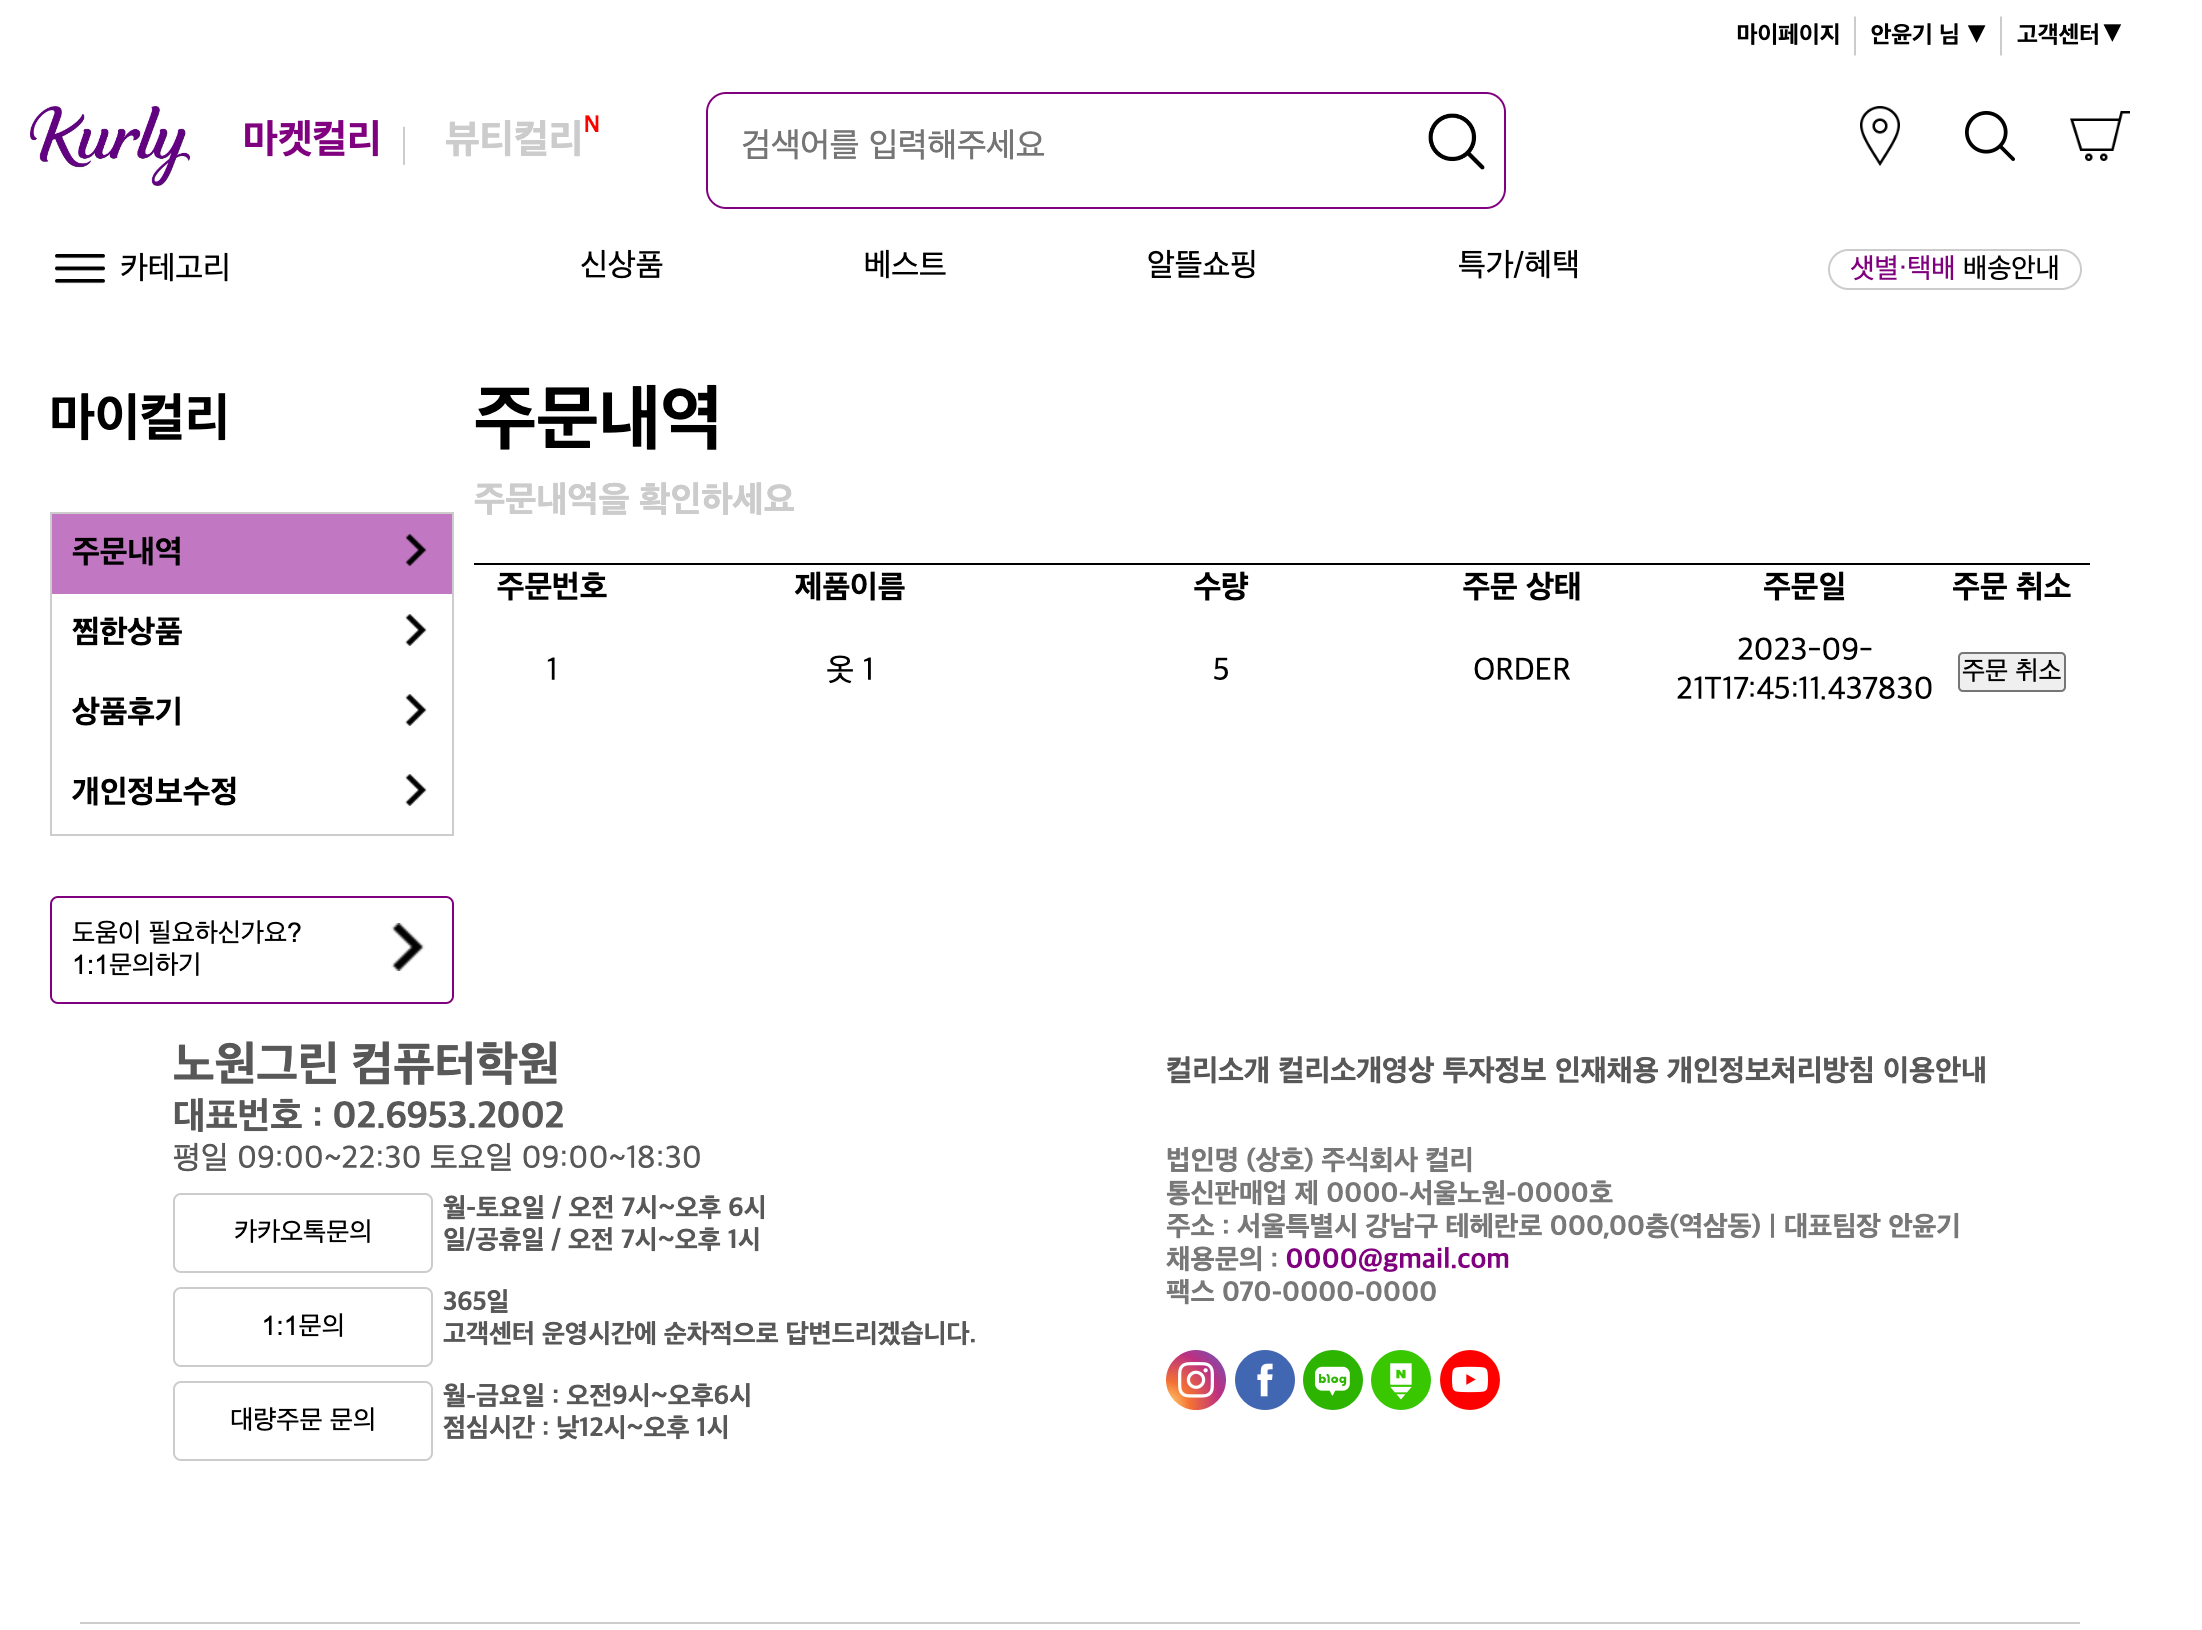 마이페이지 안윤기 님 ▼ 고객센터▼
Kurly 마켓컬리 뷰티컬리N
검색어를 입력해주세요
카테고리 신상품 베스트 알뜰쇼핑 특가/혜택 샛별·택배 배송안내
마이컬리
주문내역
찜한상품
상품후기
개인정보수정
도움이 필요하신가요?
1:1문의하기
주문내역
주문내역을 확인하세요
주문번호 제품이름 수량 주문 상태 주문일 주문 취소
1 옷 1 5 ORDER 2023-09-
21T17:45:11.437830 주문 취소
노원그린 컴퓨터학원
대표번호 : 02.6953.2002
평일 09:00~22:30 토요일 09:00~18:30
카카오톡문의
월-토요일 / 오전 7시~오후 6시
일/공휴일 / 오전 7시~오후 1시
1:1문의
365일
고객센터 운영시간에 순차적으로 답변드리겠습니다.
대량주문 문의
월-금요일 : 오전9시~오후6시
점심시간 : 낮12시~오후 1시
컬리소개 컬리소개영상 투자정보 인재채용 개인정보처리방침 이용안내
법인명 (상호) 주식회사 컬리
통신판매업 제 0000-서울노원-0000호
주소 : 서울특별시 강남구 테헤란로 000,00층(역삼동) | 대표팀장 안윤기
채용문의 : 0000@gmail.com
팩스 070-0000-0000
f blog N